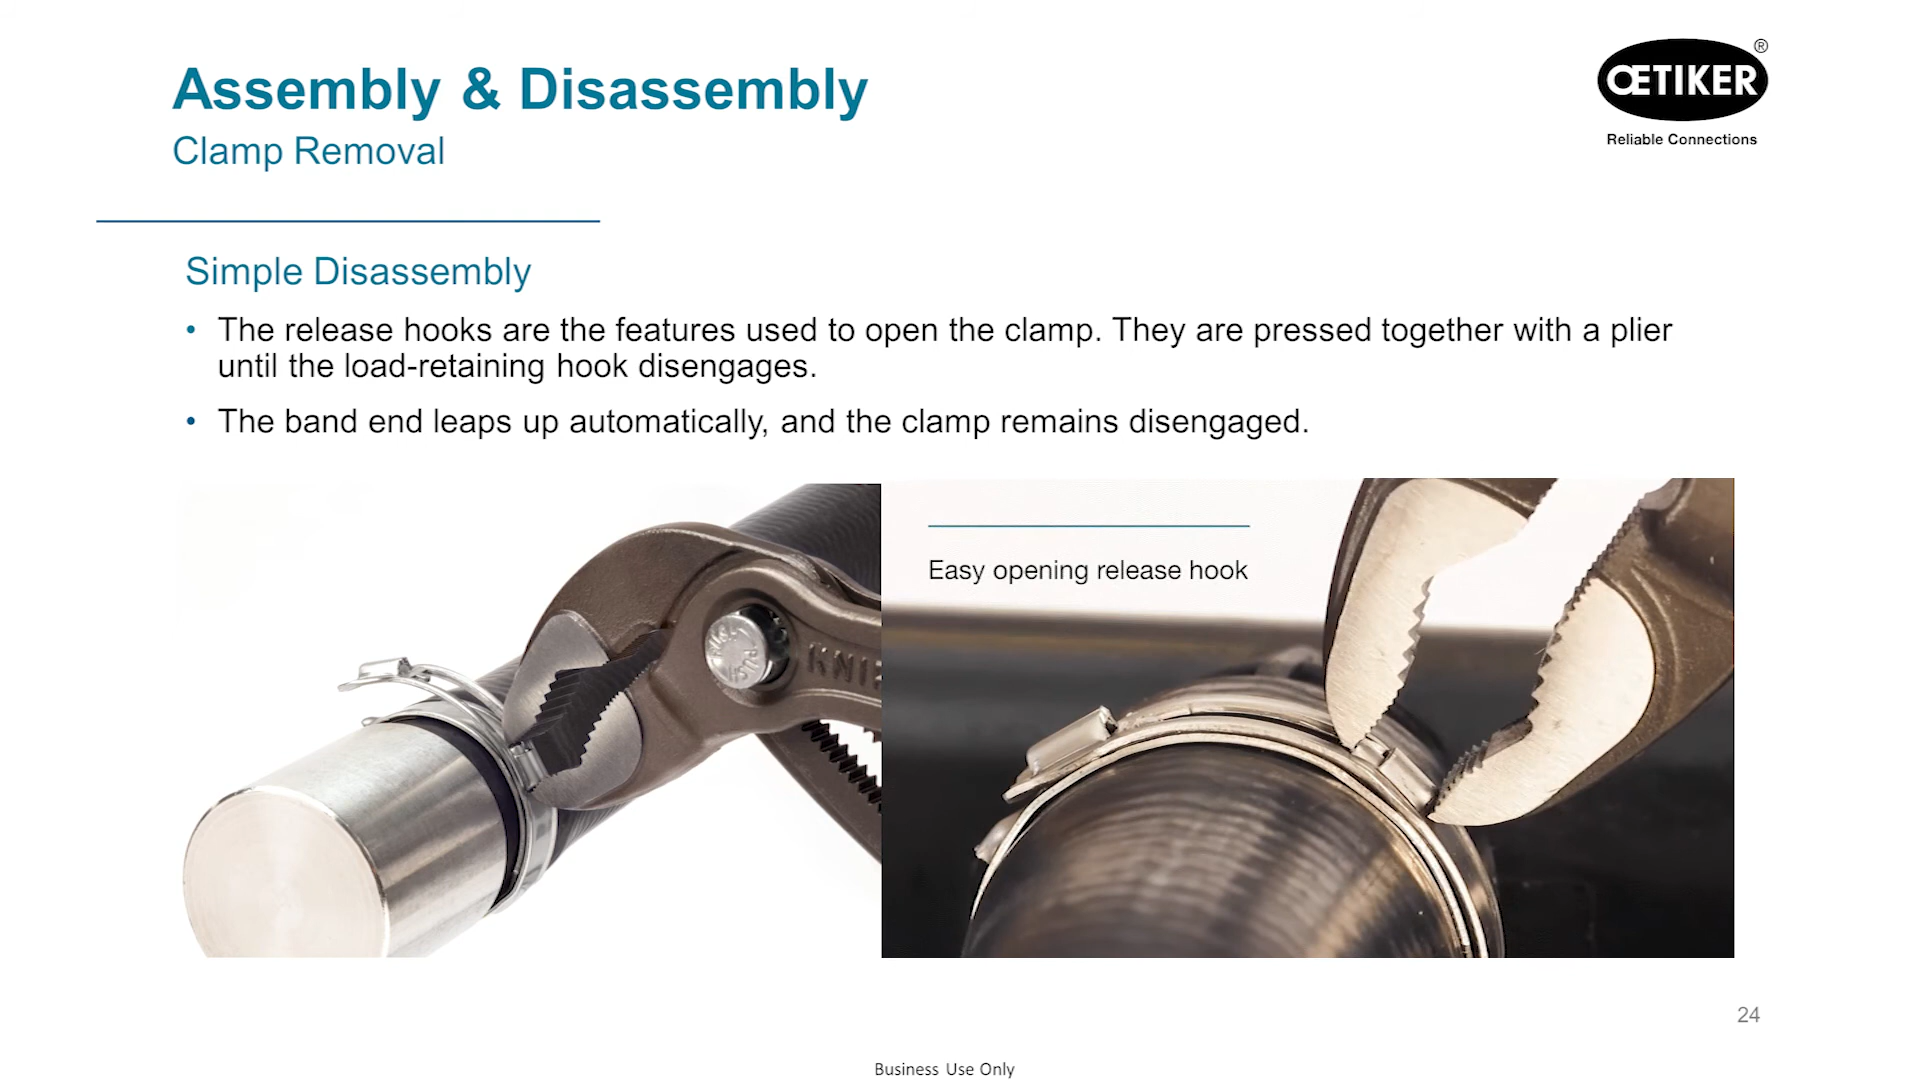 Assembly & Disassembly
Clamp Removal
ŒTIKER®
Reliable Connections
Simple Disassembly
• The release hooks are the features used to open the clamp. They are pressed together with a plier
until the load-retaining hook disengages.
• The band end leaps up automatically, and the clamp remains disengaged.
Easy opening release hook
24
Business Use Only